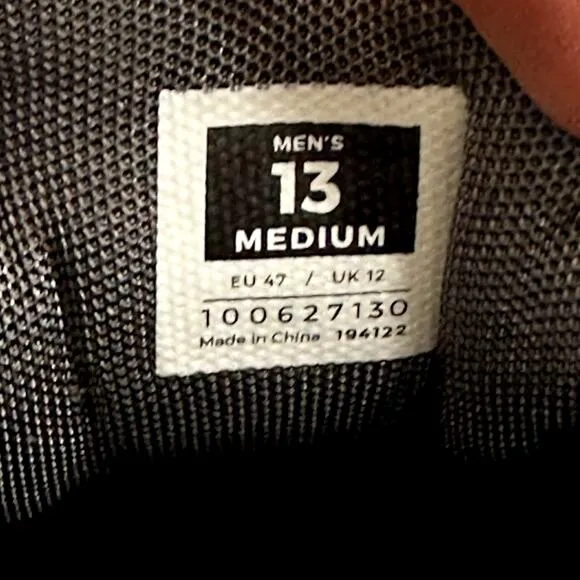 MEN'S
13
MEDIUM
EU 47 / UK 12
100627130
Made in China 194122